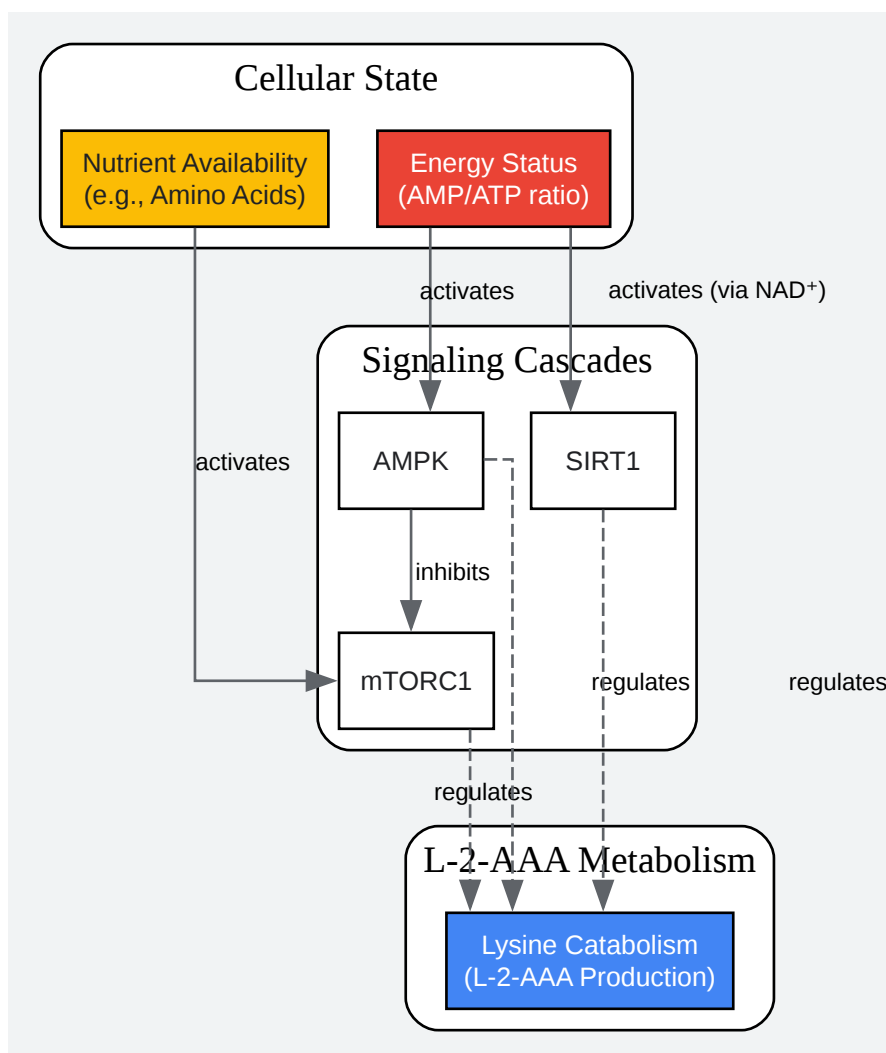 Cellular State
Nutrient Availability
(e.g., Amino Acids)
Energy Status
(AMP/ATP ratio)
activates
activates (via NAD⁺)
Signaling Cascades
AMPK
SIRT1
activates
inhibits
mTORC1
regulates
regulates
regulates
L-2-AAA Metabolism
Lysine Catabolism
(L-2-AAA Production)